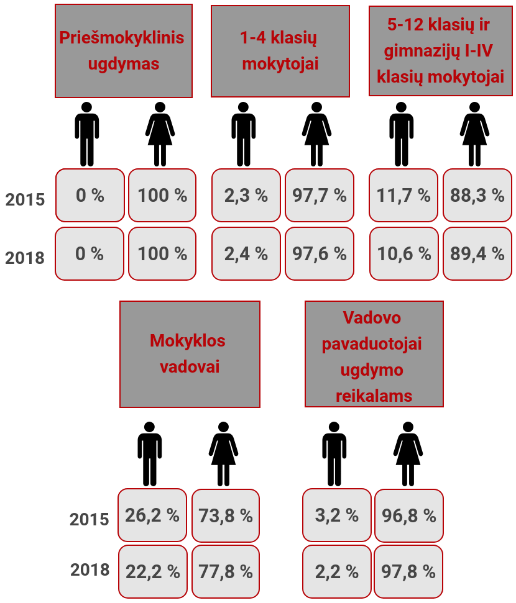 Priešmokyklinis
ugdymas
1-4 klasių
mokytojai
5-12 klasių ir
gimnazijų I-IV
klasių mokytojai
2015 0 % 100 % 2,3 % 97,7 % 11,7 % 88,3 %
2018 0 % 100 % 2,4 % 97,6 % 10,6 % 89,4 %
Mokyklos
vadovai
Vadovo
pavaduotojai
ugdymo
reikalams
2015 26,2 % 73,8 % 3,2 % 96,8 %
2018 22,2 % 77,8 % 2,2 % 97,8 %